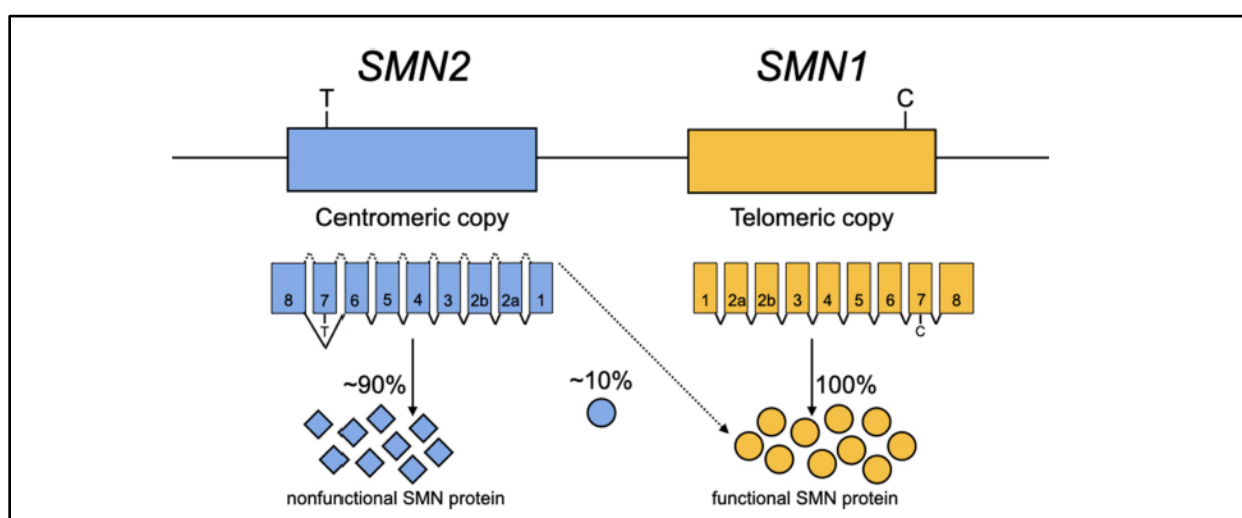 SMN2 SMN1
T C
Centromeric copy Telomeric copy
8 7 6 5 4 3 2b 2a 1 1 2a 2b 3 4 5 6 7 8
T C
~90% ~10% 100%
nonfunctional SMN protein functional SMN protein